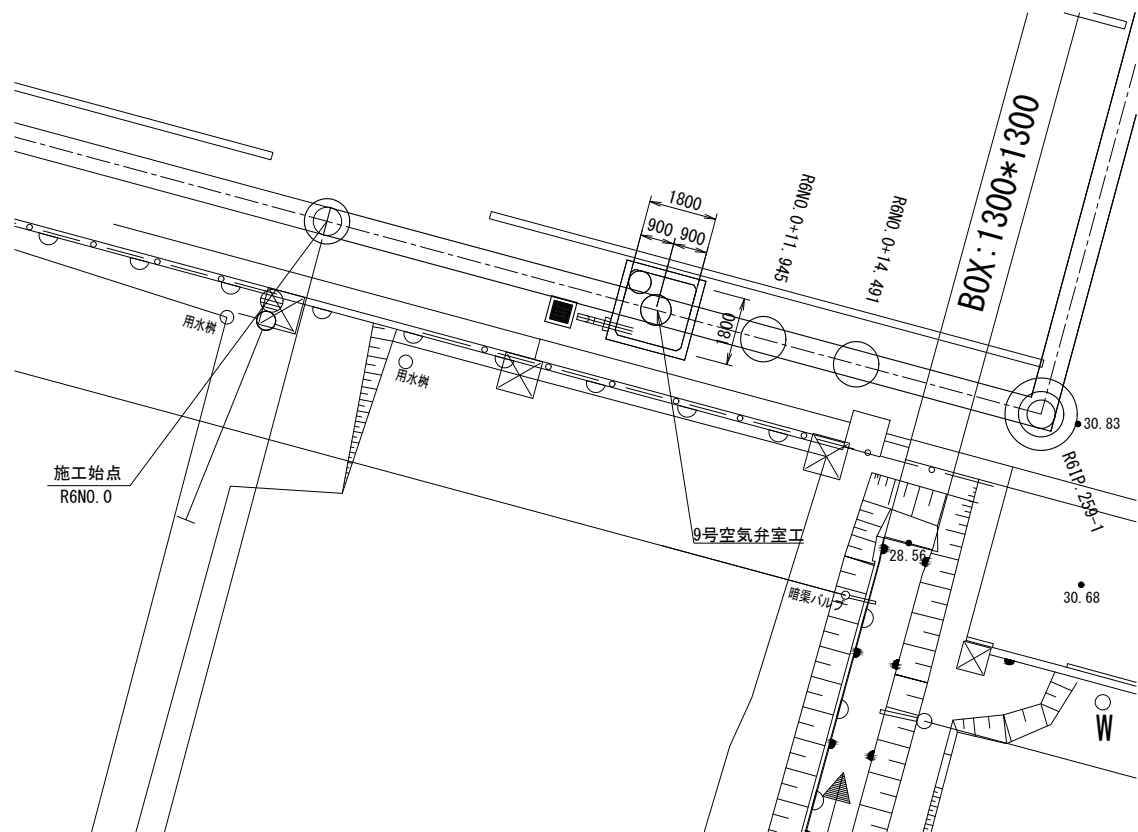 BOX:1300*1300
R6NO. 0+11. 945
R6NO. 0+14. 491
1800
900
900
1800
用水桝
用水桝
30. 83
施工始点
R6NO. 0
R6IP. 259-1
9号空気弁室工
28. 56
暗渠バルブ
30. 68
W